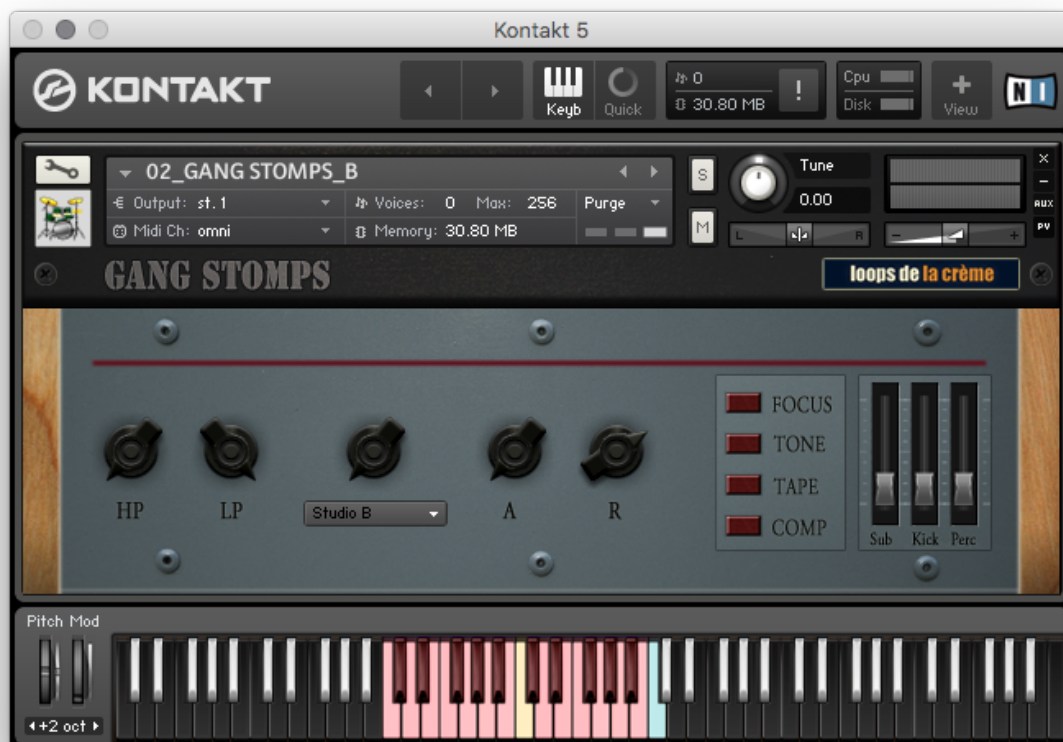 Kontakt 5
KONTAKT
Keyb
Quick
0
30.80 MB
!
Cpu
Disk
View
NI
02_GANG STOMPS_B
Output: st.1
Voices: 0 Max: 256
Purge
Midi Ch: omni
Memory: 30.80 MB
S
M
Tune
0.00
L R
- +
x
-
AUX
PV
GANG STOMPS
loops de la crème
HP
LP
Studio B
A
R
FOCUS
TONE
TAPE
COMP
Sub Kick Perc
Pitch Mod
+2 oct